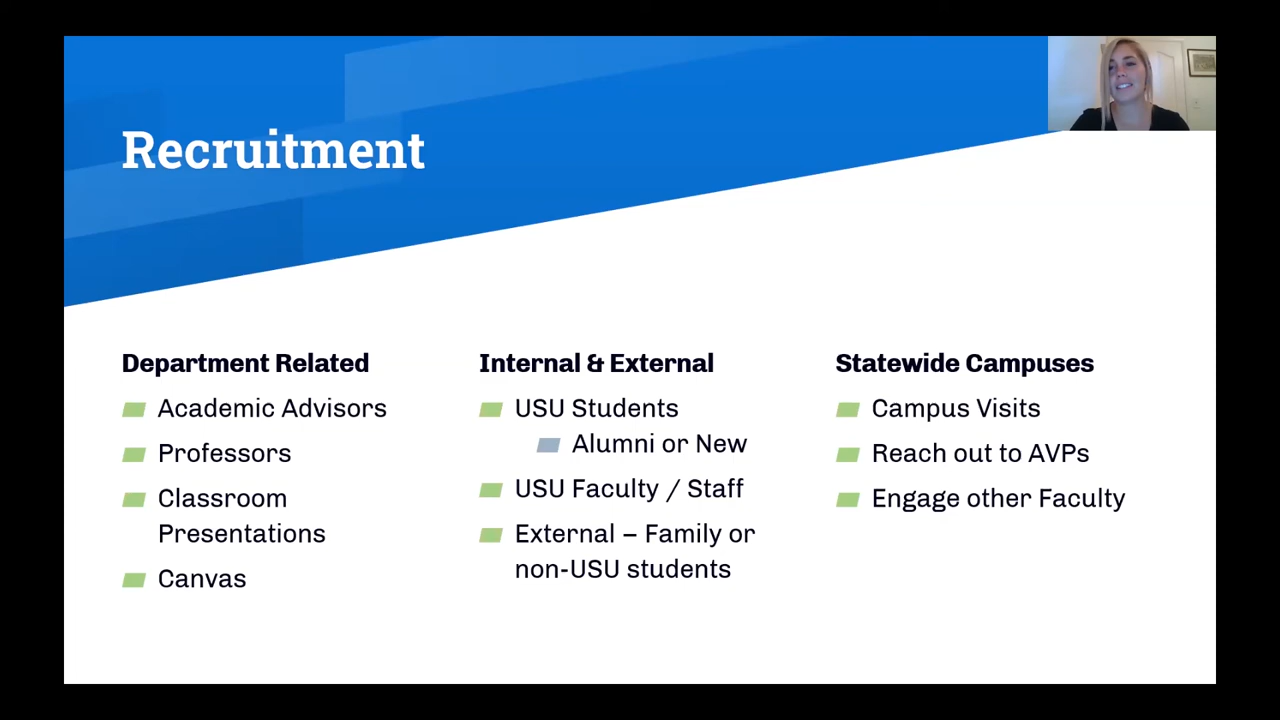 Recruitment
Department Related
Academic Advisors
Professors
Classroom
Presentations
Canvas
Internal & External
USU Students
Alumni or New
USU Faculty / Staff
External – Family or
non-USU students
Statewide Campuses
Campus Visits
Reach out to AVPs
Engage other Faculty